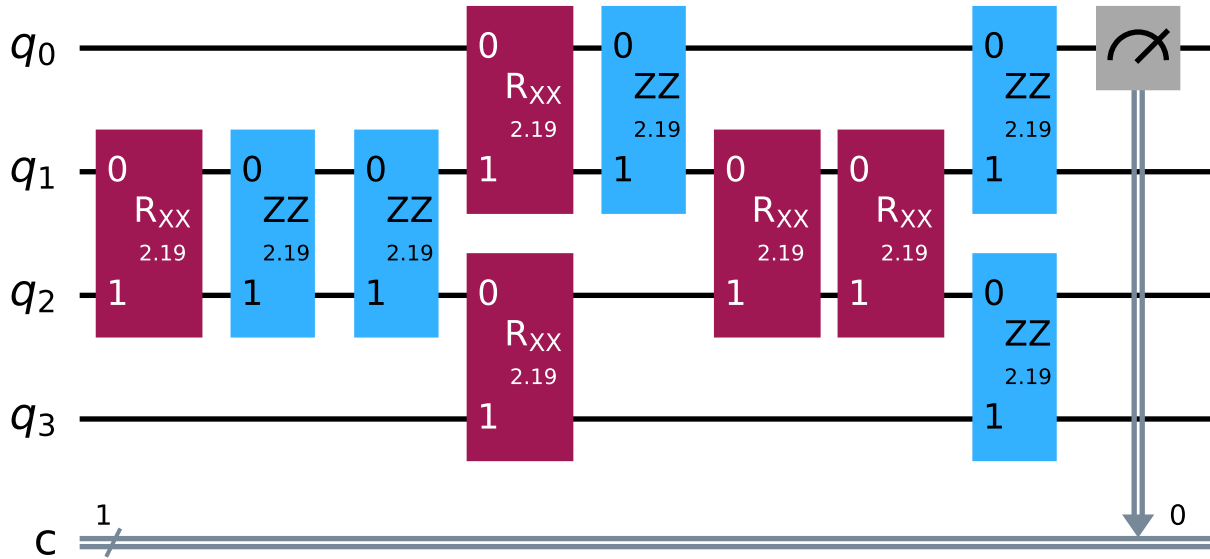 q0 0 0 0
RXX ZZ ZZ
2.19 2.19 2.19
q1 0 0 0 1 1 0 0 1
RXX ZZ ZZ RXX RXX
2.19 2.19 2.19 2.19 2.19
q2 1 1 1 0 1 1 0
RXX ZZ
2.19 2.19
q3 1 1
1 0
c